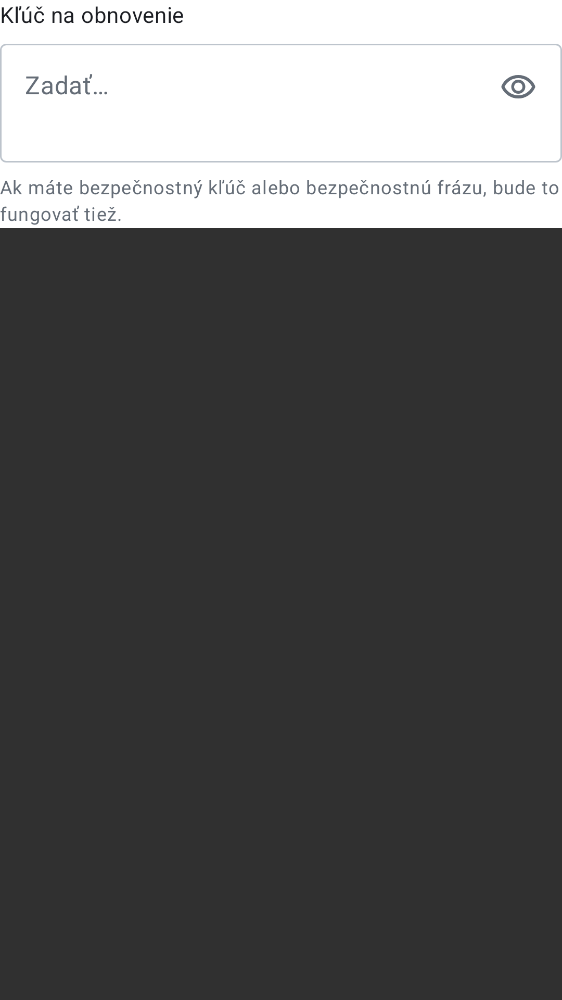 Kľúč na obnovenie
Zadať…
Ak máte bezpečnostný kľúč alebo bezpečnostnú frázu, bude to
fungovať tiež.